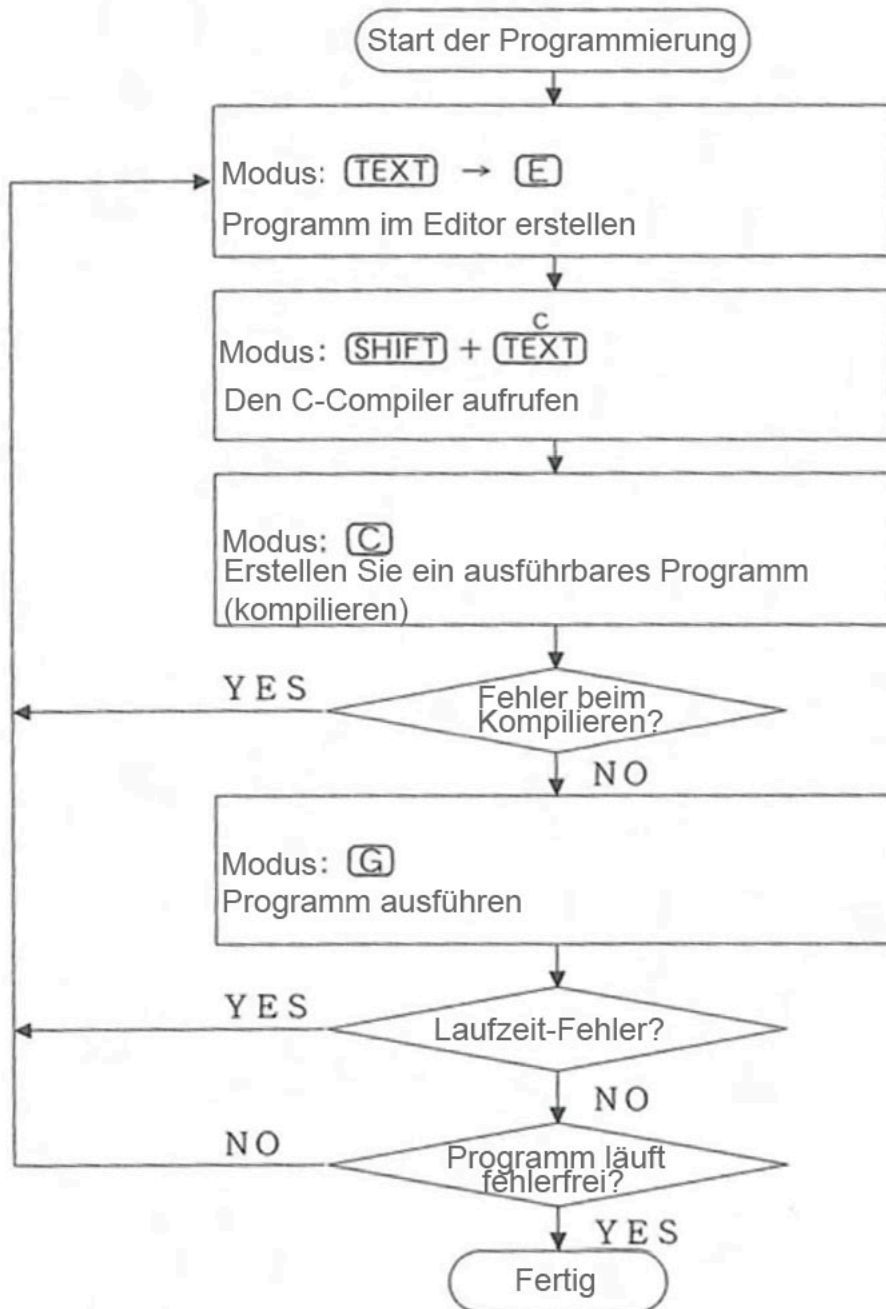 Start der Programmierung
Modus: TEXT → E
Programm im Editor erstellen
C
Modus: SHIFT + TEXT
Den C-Compiler aufrufen
Modus: C
Erstellen Sie ein ausführbares Programm
(kompilieren)
YES
Fehler beim
Kompilieren?
NO
Modus: G
Programm ausführen
YES
Laufzeit-Fehler?
NO
NO
Programm läuft
fehlerfrei?
YES
Fertig